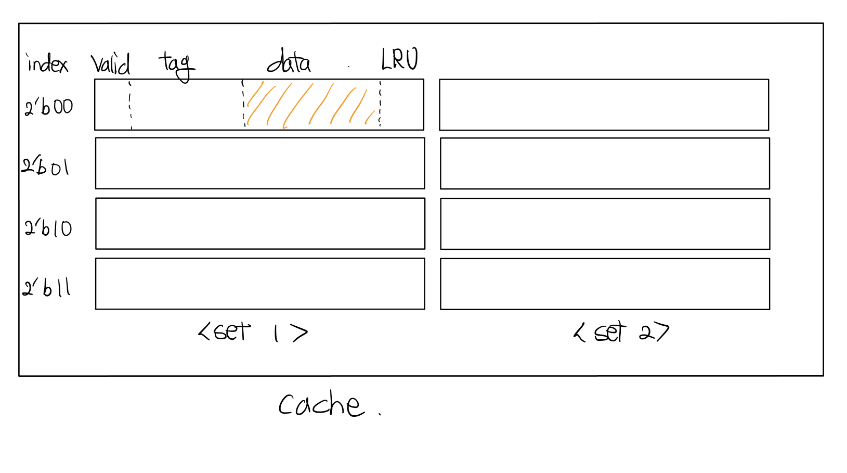 index valid tag data . LRU
2'b00
2'b01
2'b10
2'b11
<set 1> <set 2>
cache.